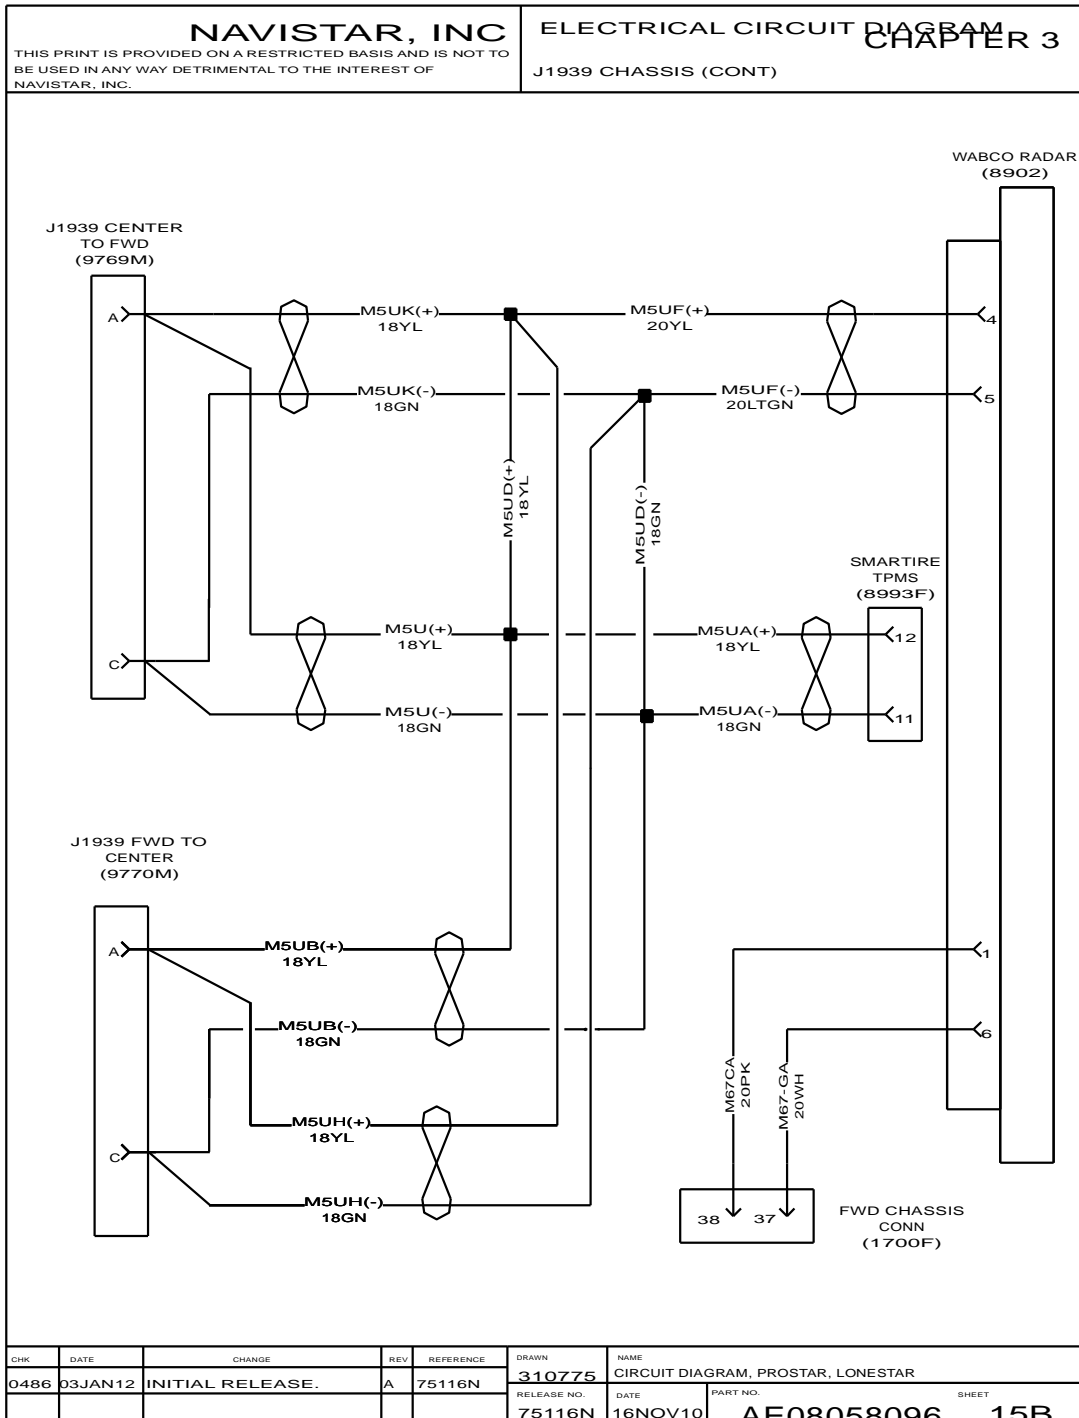 NAVISTAR, INC
THIS PRINT IS PROVIDED ON A RESTRICTED BASIS AND IS NOT TO
BE USED IN ANY WAY DETRIMENTAL TO THE INTEREST OF
NAVISTAR, INC.
ELECTRICAL CIRCUIT DIAGRAM
CHAPTER 3
J1939 CHASSIS (CONT)
WABCO RADAR
(8902)
J1939 CENTER
TO FWD
(9769M)
A
M5UK(+)
18YL
M5UF(+)
20YL
4
M5UK(-)
18GN
M5UF(-)
20LTGN
5
M5UD(+)
18YL
M5UD(-)
18GN
SMARTIRE
TPMS
(8993F)
C
M5U(+)
18YL
M5UA(+)
18YL
12
M5U(-)
18GN
M5UA(-)
18GN
11
J1939 FWD TO
CENTER
(9770M)
A
M5UB(+)
18YL
1
M5UB(-)
18GN
6
M67CA
20PK
M67-GA
20WH
M5UH(+)
18YL
C
M5UH(-)
18GN
38
37
FWD CHASSIS
CONN
(1700F)
CHK DATE CHANGE REV REFERENCE
0486 03JAN12 INITIAL RELEASE. A 75116N
DRAWN
310775
NAME
CIRCUIT DIAGRAM, PROSTAR, LONESTAR
RELEASE NO.
75116N
DATE
16NOV10
PART NO.
AE08058096
SHEET
15B